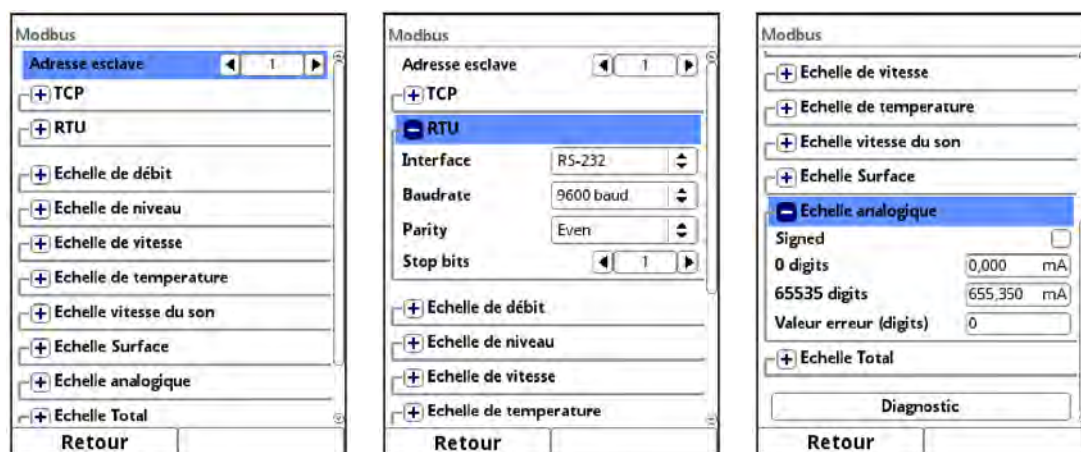 Modbus
Adresse esclave 1
TCP
RTU
Echelle de débit
Echelle de niveau
Echelle de vitesse
Echelle de temperature
Echelle vitesse du son
Echelle Surface
Echelle analogique
Echelle Total
Retour
Modbus
Adresse esclave 1
TCP
RTU
Interface RS-232
Baudrate 9600 baud
Parity Even
Stop bits 1
Echelle de débit
Echelle de niveau
Echelle de vitesse
Echelle de temperature
Retour
Modbus
Echelle de vitesse
Echelle de temperature
Echelle vitesse du son
Echelle Surface
Echelle analogique
Signed
0 digits 0,000 mA
65535 digits 655,350 mA
Valeur erreur (digits) 0
Echelle Total
Diagnostic
Retour